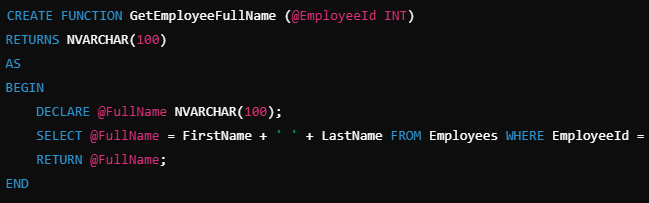 CREATE FUNCTION GetEmployeeFullName (@EmployeeId INT)
RETURNS NVARCHAR(100)
AS
BEGIN
    DECLARE @FullName NVARCHAR(100);
    SELECT @FullName = FirstName + ' ' + LastName FROM Employees WHERE EmployeeId =
    RETURN @FullName;
END